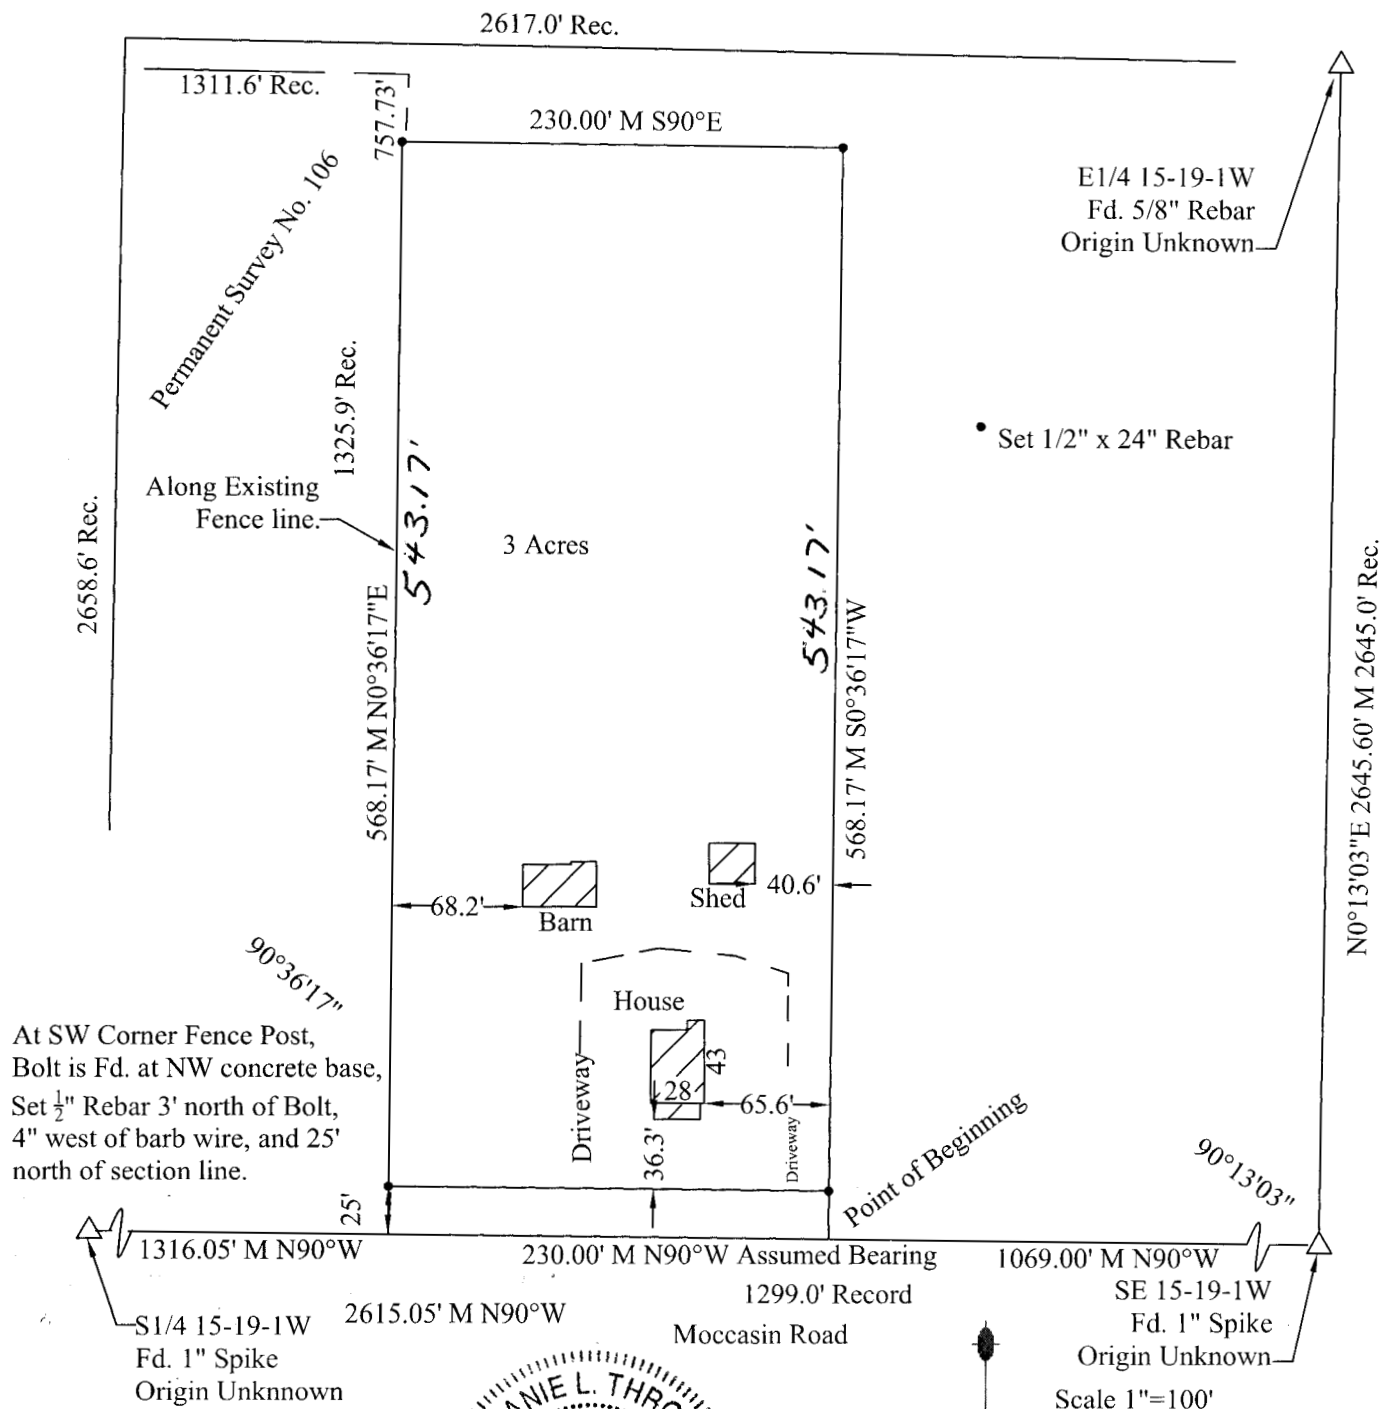 2617.0' Rec.
1311.6' Rec.
757.73'
230.00' M S90°E
Permanent Survey No. 106
E1/4 15-19-1W
Fd. 5/8" Rebar
Origin Unknown
1325.9' Rec.
Set 1/2" x 24" Rebar
Along Existing
Fence line.
543.17'
3 Acres
543.17'
2658.6' Rec.
568.17' M N0°36'17"E
568.17' M S0°36'17"W
N0°13'03"E 2645.60' M 2645.0' Rec.
68.2'
Barn
Shed
40.6'
90°36'17"
House
Driveway
28
43
65.6'
36.3'
Driveway
At SW Corner Fence Post,
Bolt is Fd. at NW concrete base,
Set ½" Rebar 3' north of Bolt,
4" west of barb wire, and 25'
north of section line.
Point of Beginning
90°13'03"
25'
1316.05' M N90°W
230.00' M N90°W Assumed Bearing
1069.00' M N90°W
1299.0' Record
2615.05' M N90°W
Moccasin Road
S1/4 15-19-1W
Fd. 1" Spike
Origin Unknnown
SE 15-19-1W
Fd. 1" Spike
Origin Unknown
Scale 1"=100'
L.